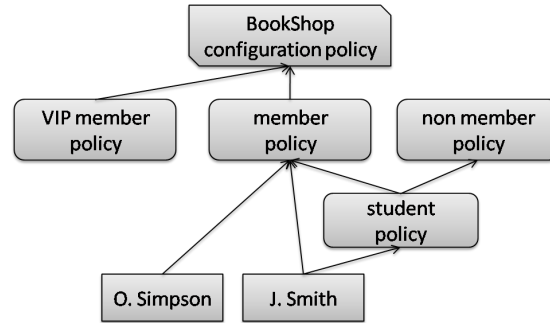 BookShop
configuration policy
VIP member
policy
member
policy
non member
policy
student
policy
O. Simpson
J. Smith